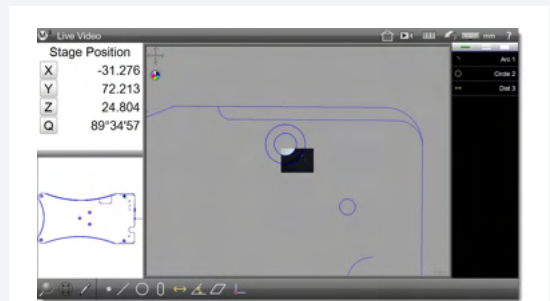 Live Video
mm ?
Stage Position
X -31.276
Y 72.213
Z 24.804
Q 89°34'57
Arc 1
Circle 2
Dist 3